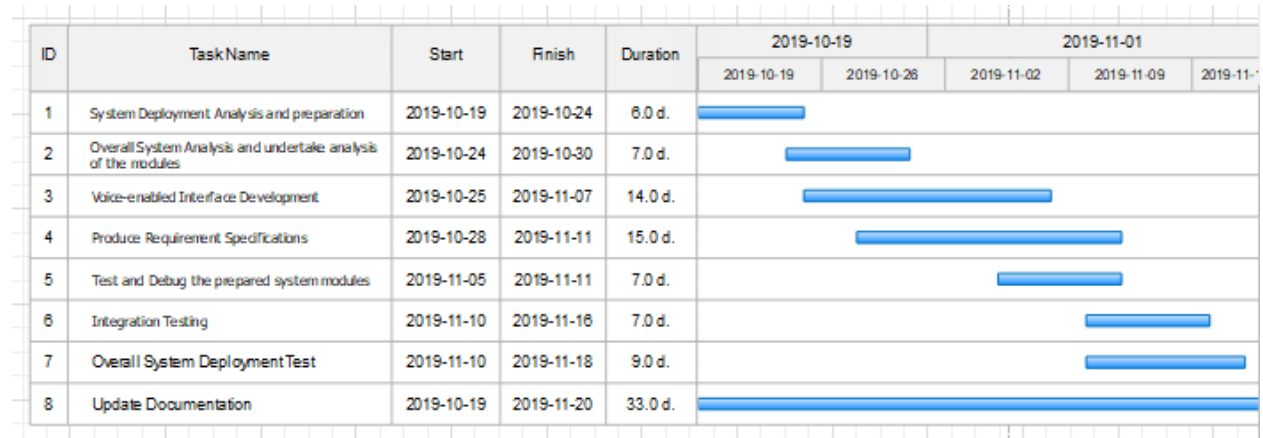 ID Task Name Start Finish Duration 2019-10-19 2019-11-01
2019-10-19 2019-10-26 2019-11-02 2019-11-09 2019-11-
1 System Deployment Analysis and preparation 2019-10-19 2019-10-24 6.0 d.
2 Overall System Analysis and undertake analysis
of the modules 2019-10-24 2019-10-30 7.0 d.
3 Voice-enabled Interface Development 2019-10-25 2019-11-07 14.0 d.
4 Produce Requirement Specifications 2019-10-28 2019-11-11 15.0 d.
5 Test and Debug the prepared system modules 2019-11-05 2019-11-11 7.0 d.
6 Integration Testing 2019-11-10 2019-11-16 7.0 d.
7 Overall System Deployment Test 2019-11-10 2019-11-18 9.0 d.
8 Update Documentation 2019-10-19 2019-11-20 33.0 d.